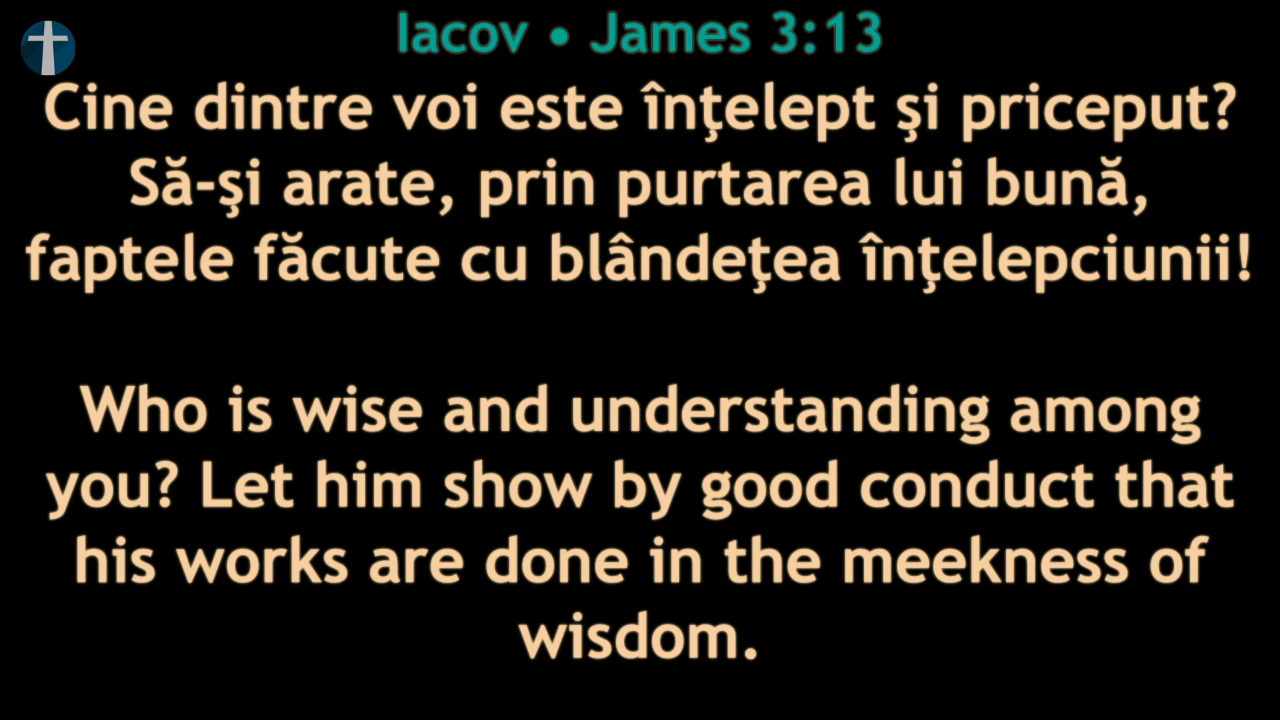 Iacov • James 3:13
Cine dintre voi este înţelept şi priceput?
Să-şi arate, prin purtarea lui bună,
faptele făcute cu blândeţea înţelepciunii!
Who is wise and understanding among
you? Let him show by good conduct that
his works are done in the meekness of
wisdom.